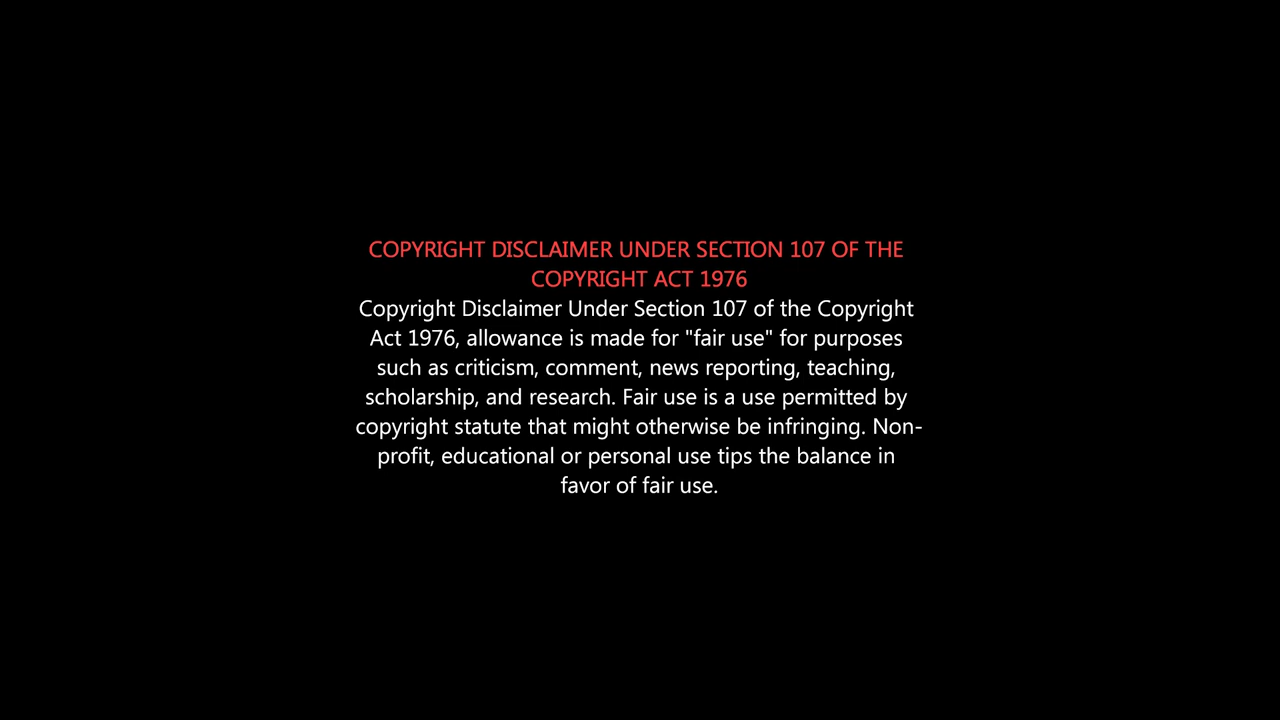 COPYRIGHT DISCLAIMER UNDER SECTION 107 OF THE
COPYRIGHT ACT 1976
Copyright Disclaimer Under Section 107 of the Copyright
Act 1976, allowance is made for "fair use" for purposes
such as criticism, comment, news reporting, teaching,
scholarship, and research. Fair use is a use permitted by
copyright statute that might otherwise be infringing. Non-
profit, educational or personal use tips the balance in
favor of fair use.